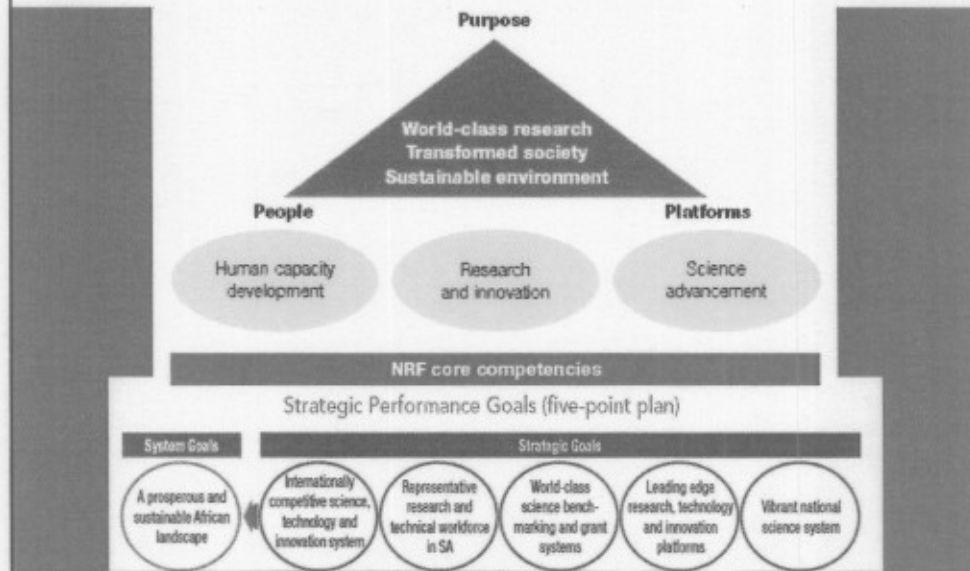 Purpose
World-class research
Transformed society
Sustainable environment
People
Platforms
Human capacity
development
Research
and innovation
Science
advancement
NRF core competencies
Strategic Performance Goals (five-point plan)
System Goals
Strategic Goals
A prosperous and
sustainable African
landscape
Internationally
competitive science,
technology and
innovation system
Representative
research and
technical workforce
in SA
World-class
science bench-
marking and grant
systems
Leading edge
research, technology
and innovation
platforms
Vibrant national
science system